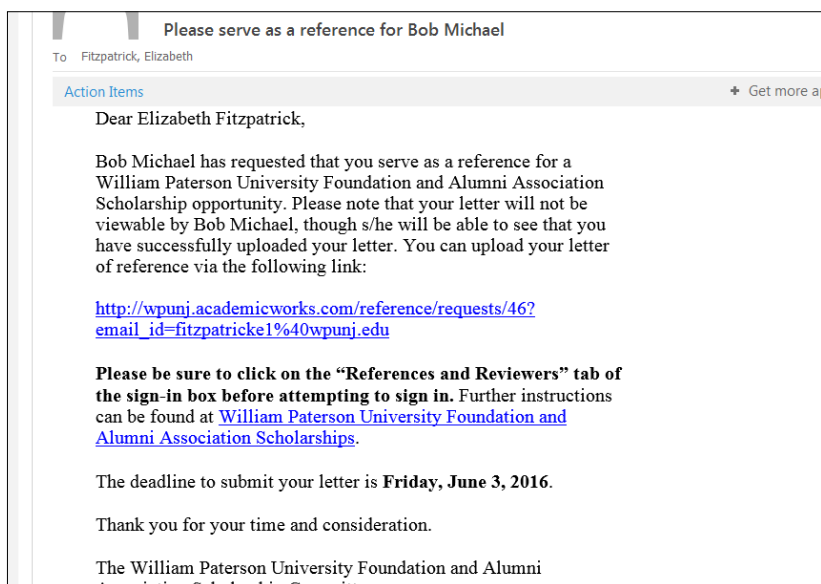 Please serve as a reference for Bob Michael
To Fitzpatrick, Elizabeth
Action Items
+ Get more
Dear Elizabeth Fitzpatrick,
Bob Michael has requested that you serve as a reference for a
William Paterson University Foundation and Alumni Association
Scholarship opportunity. Please note that your letter will not be
viewable by Bob Michael, though s/he will be able to see that you
have successfully uploaded your letter. You can upload your letter
of reference via the following link:
http://wpunj.academicworks.com/reference/requests/46?
email_id=fitzpatricke1%40wpunj.edu
Please be sure to click on the “References and Reviewers” tab of
the sign-in box before attempting to sign in. Further instructions
can be found at William Paterson University Foundation and
Alumni Association Scholarships.
The deadline to submit your letter is Friday, June 3, 2016.
Thank you for your time and consideration.
The William Paterson University Foundation and Alumni